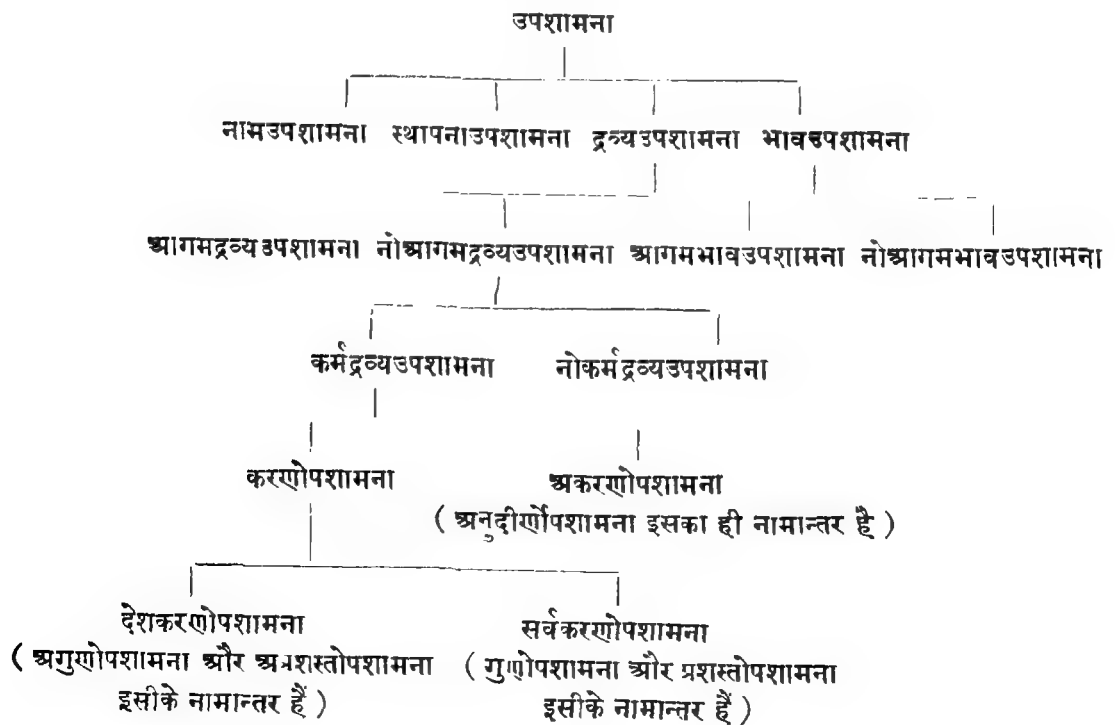 उपशामना
नामउपशामना स्थापनाउपशामना द्रव्यउपशामना भावउपशामना
आगमद्रव्यउपशामना नोआगमद्रव्यउपशामना आगमभावउपशामना नोआगमभावउपशामना
कर्मद्रव्यउपशामना नोकर्मद्रव्यउपशामना
करणोपशामना अकरणोपशामना
( अनुदीर्णोपशामना इसका ही नामान्तर है )
देशकरणोपशामना सर्वकरणोपशामना
( अगुणोपशामना और अप्रशस्तोपशामना ( गुणोपशामना और प्रशस्तोपशामना
इसीके नामान्तर हैं ) इसीके नामान्तर हैं )